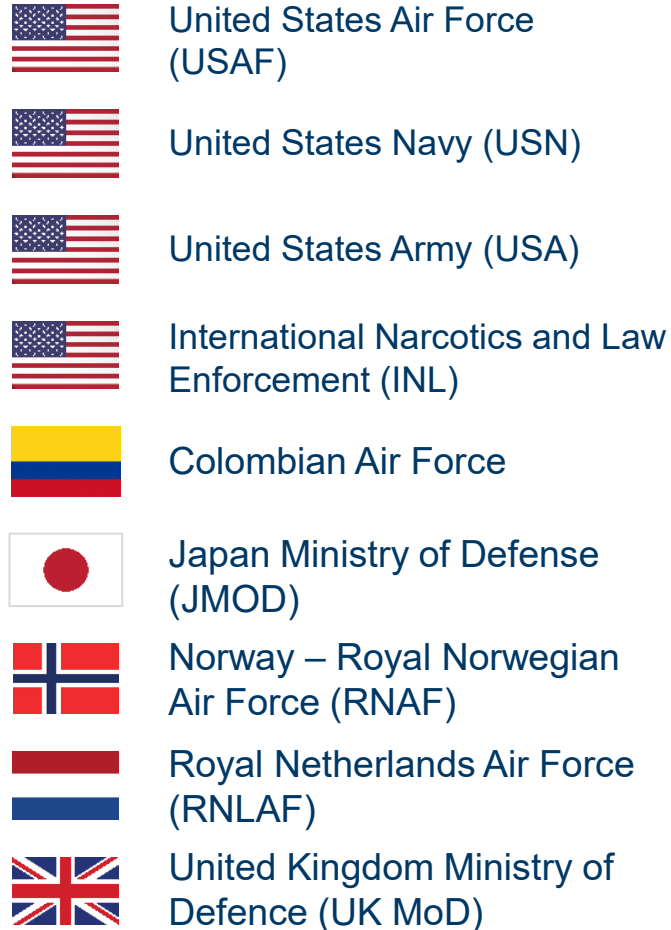 United States Air Force
(USAF)
United States Navy (USN)
United States Army (USA)
International Narcotics and Law
Enforcement (INL)
Colombian Air Force
Japan Ministry of Defense
(JMOD)
Norway – Royal Norwegian
Air Force (RNAF)
Royal Netherlands Air Force
(RNLAF)
United Kingdom Ministry of
Defence (UK MoD)